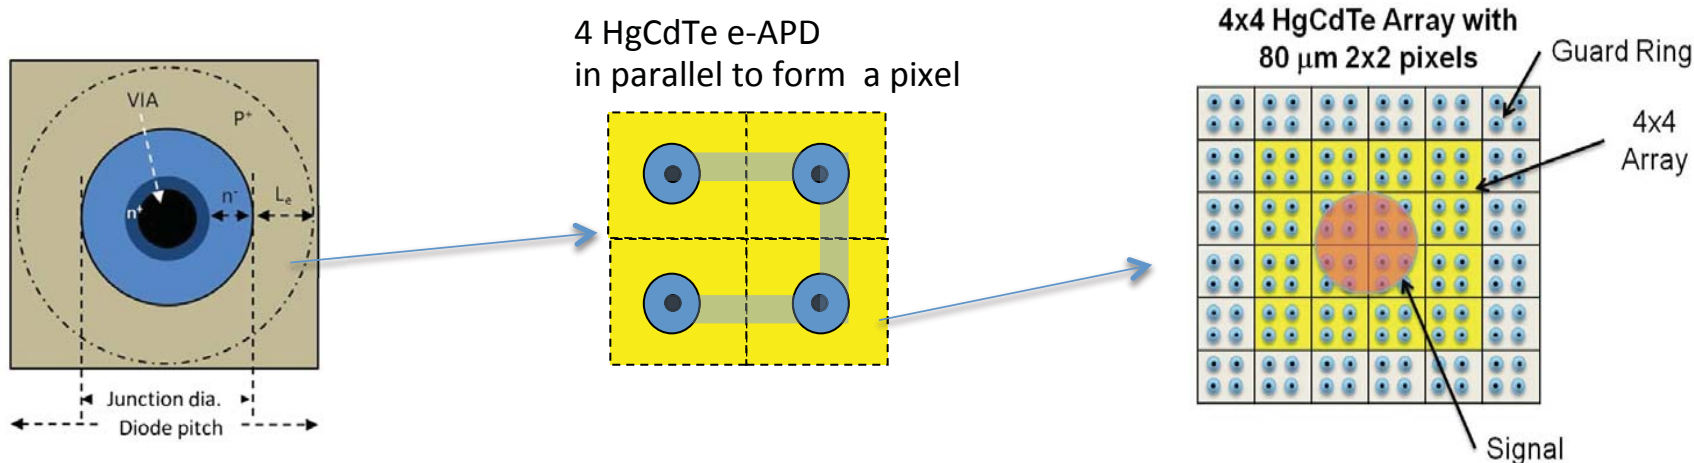 VIA
P+
n+
n-
Le
Junction dia.
Diode pitch
4 HgCdTe e-APD
in parallel to form a pixel
4x4 HgCdTe Array with
80 μm 2x2 pixels
Guard Ring
4x4
Array
Signal